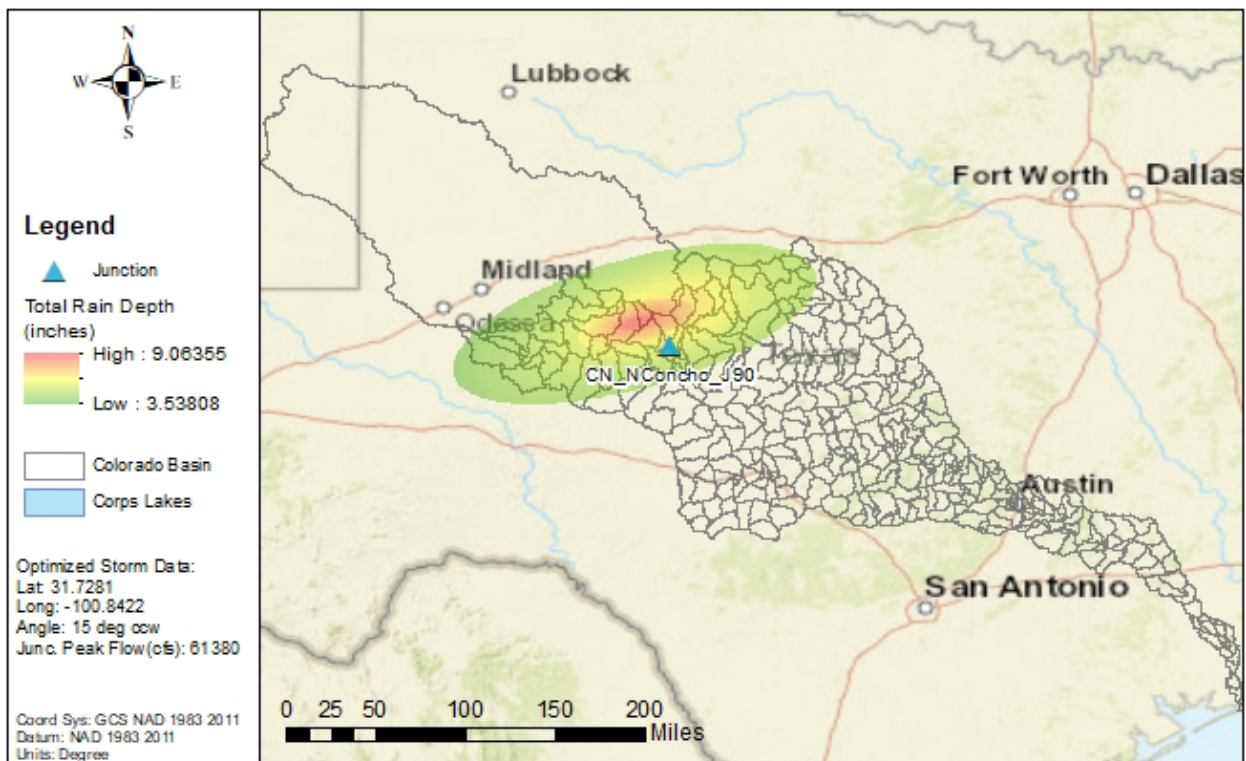 N
W E
S
Legend
Junction
Total Rain Depth
(inches)
High : 9.06355
Low : 3.53808
Colorado Basin
Corps Lakes
Optimized Storm Data:
Lat: 31.7281
Long: -100.8422
Angle: 15 deg ccw
Junc. Peak Flow(cfs): 61380
Coord Sys: GCS NAD 1983 2011
Datum: NAD 1983 2011
Units: Degree
Lubbock
Fort Worth
Dallas
Midland
Odessa
Texas
CN_NConcho_J90
Austin
San Antonio
0 25 50 100 150 200
Miles